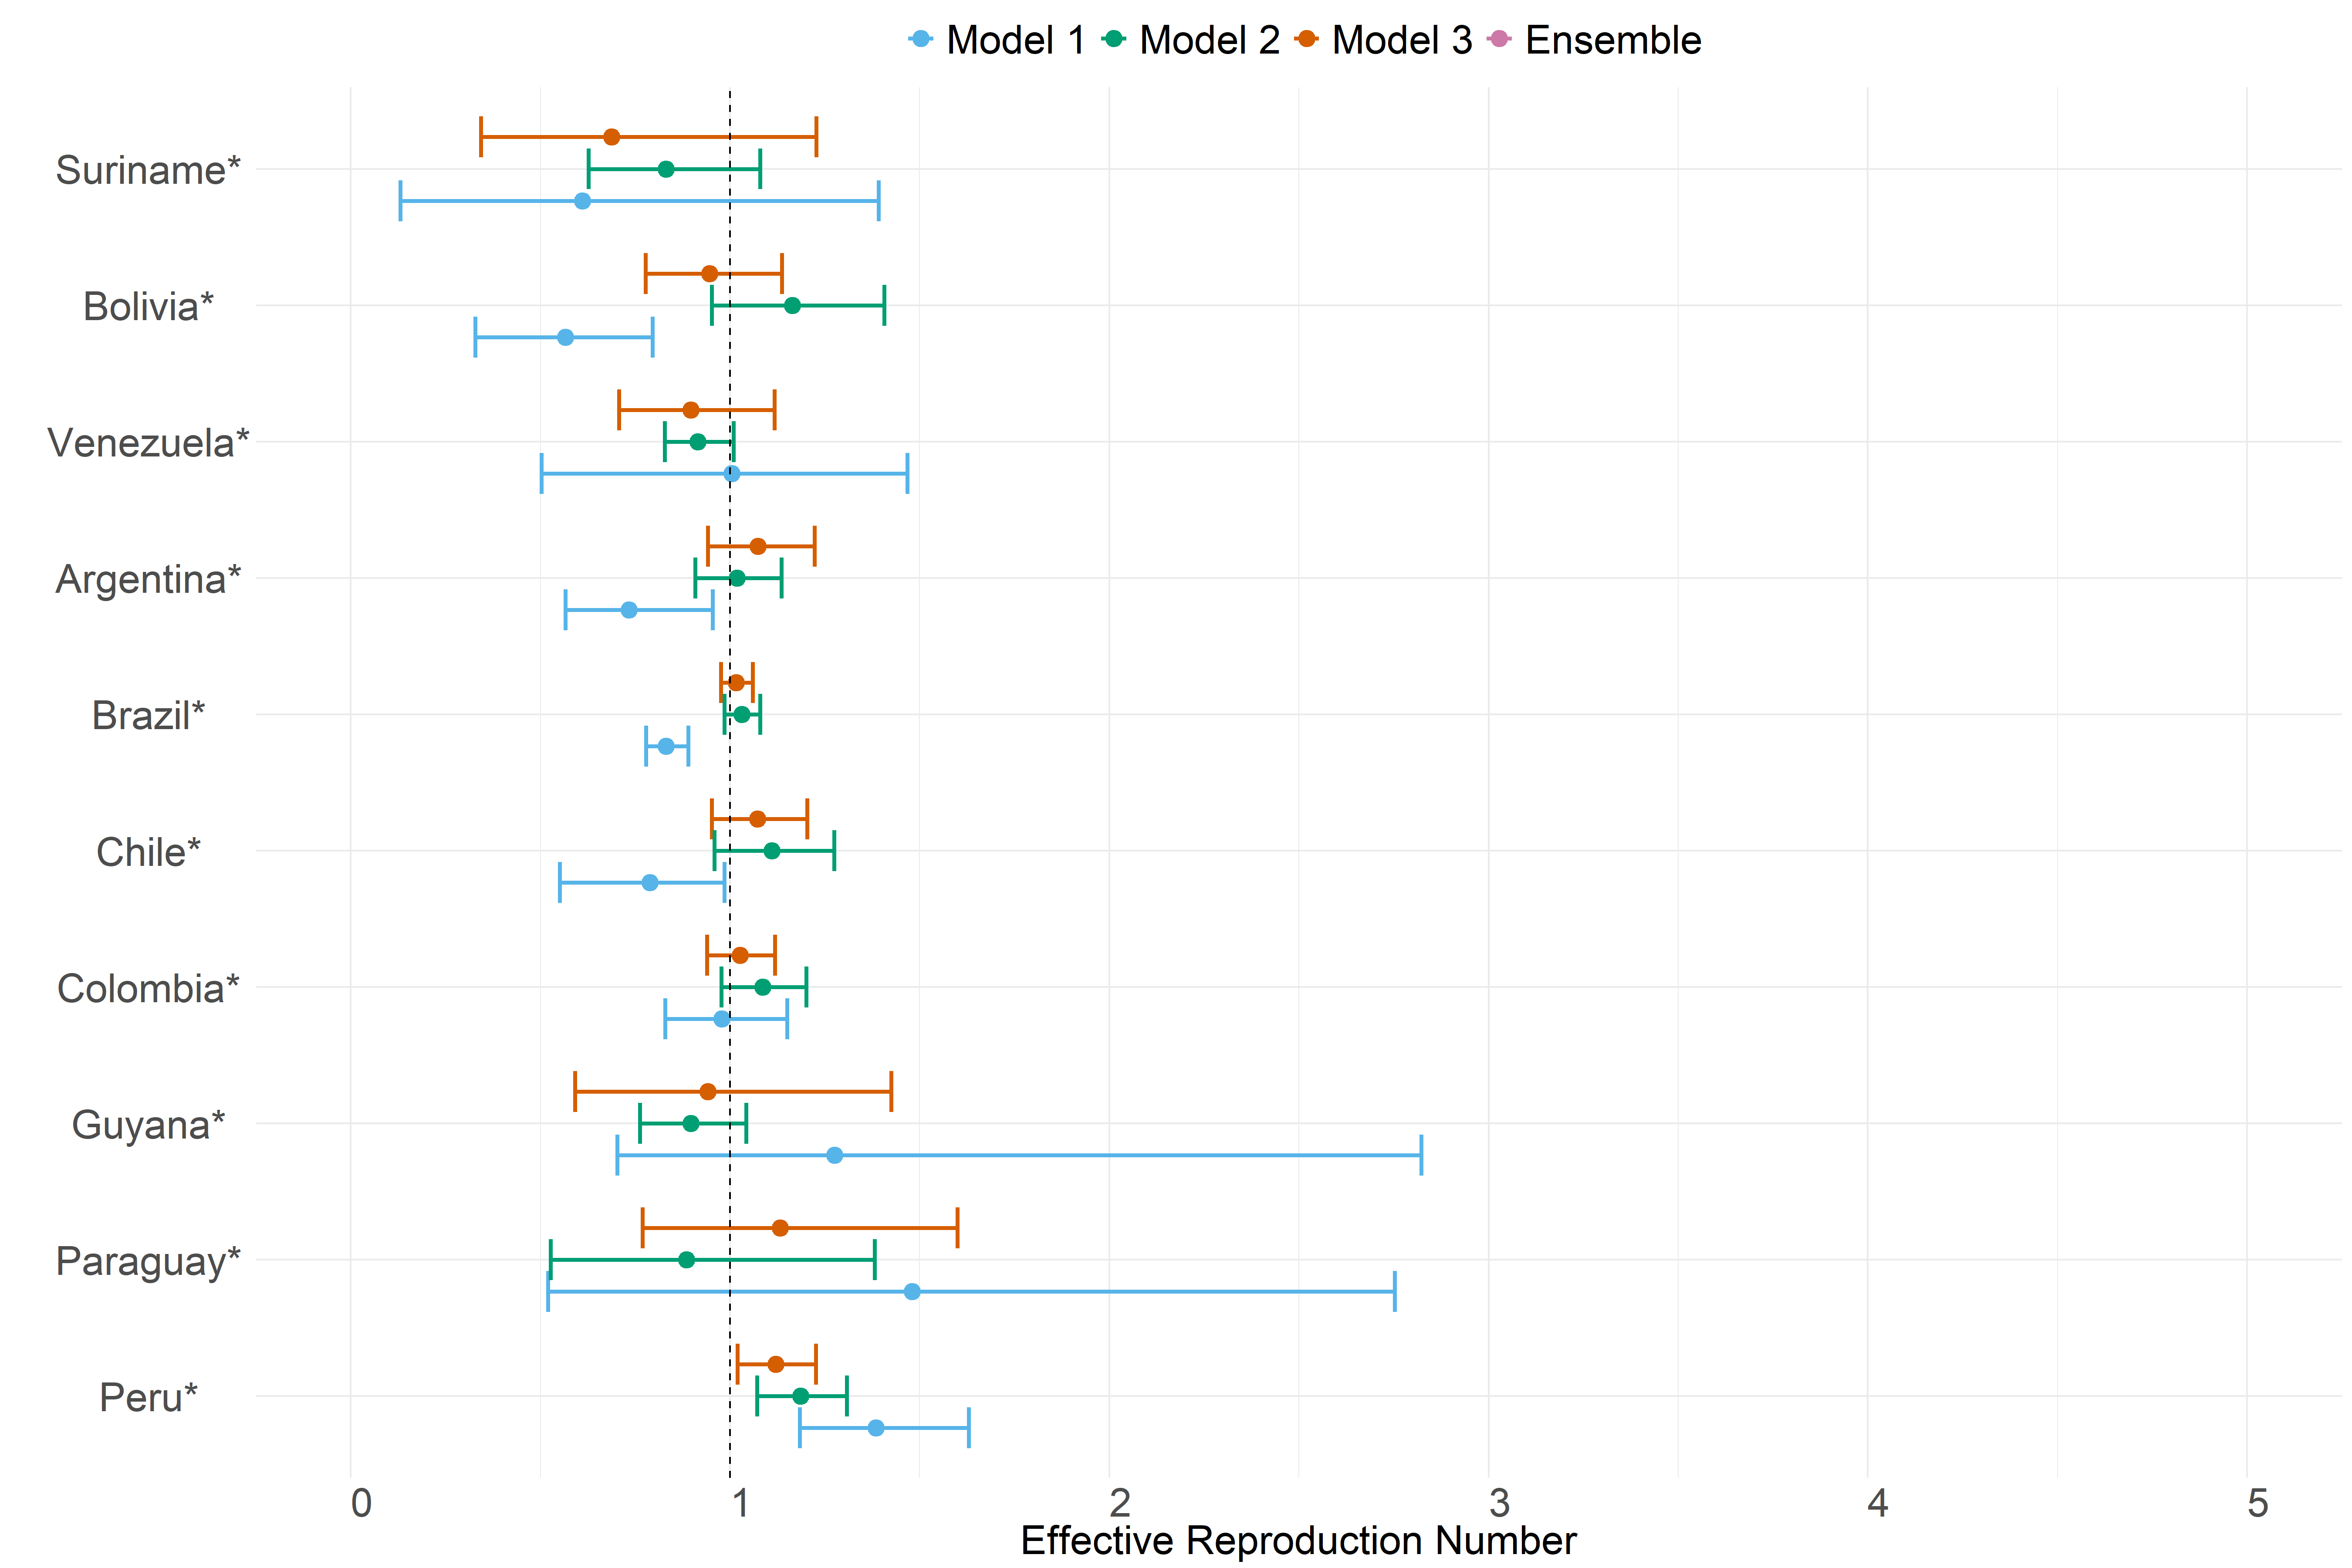 Model 1 Model 2 Model 3 Ensemble
Suriname*
Bolivia*
Venezuela*
Argentina*
Brazil*
Chile*
Colombia*
Guyana*
Paraguay*
Peru*
0 1 2 3 4 5
Effective Reproduction Number